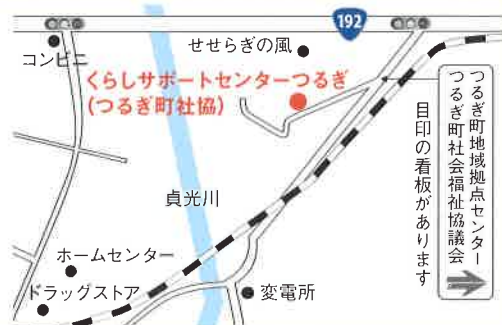 192
コンビニ
せせらぎの風
くらしサポートセンターつるぎ
(つるぎ町社協)
つるぎ町地域拠点センター
つるぎ町社会福祉協議会
目印の看板があります
貞光川
ホームセンター
ドラッグストア
変電所